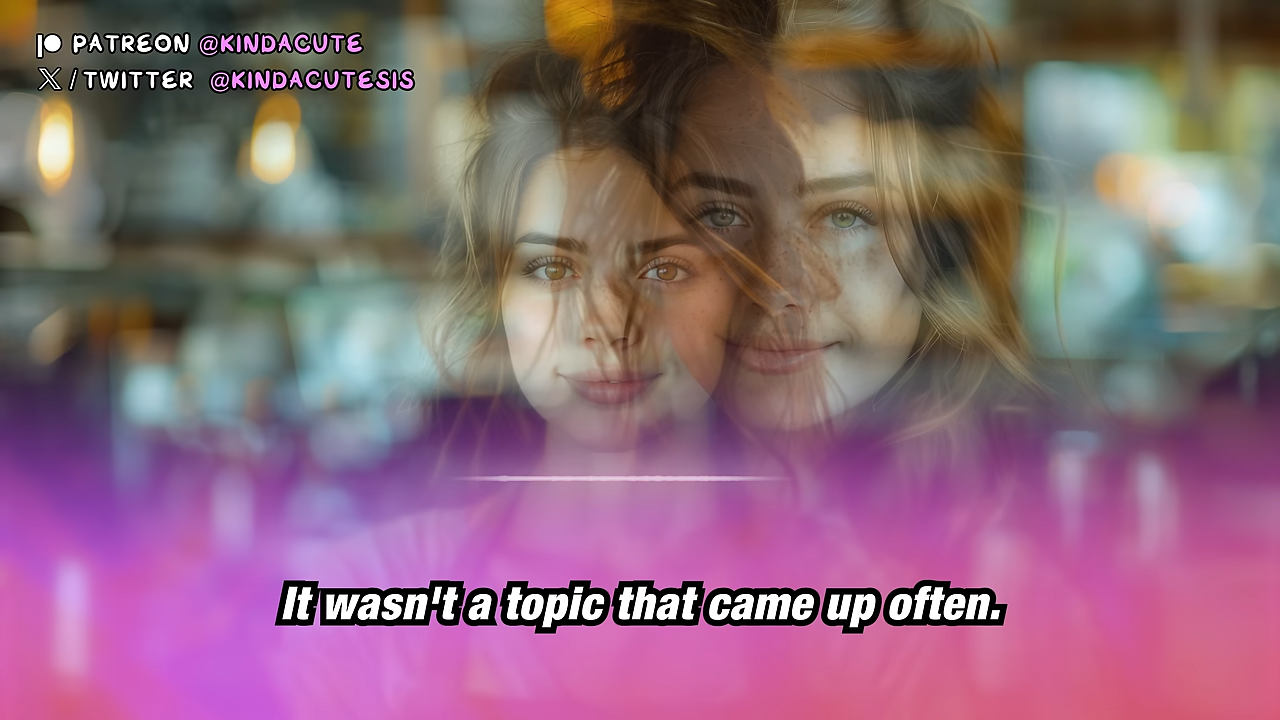 PATREON @KINDACUTE
X / TWITTER @KINDACUTESIS
It wasn't a topic that came up often.